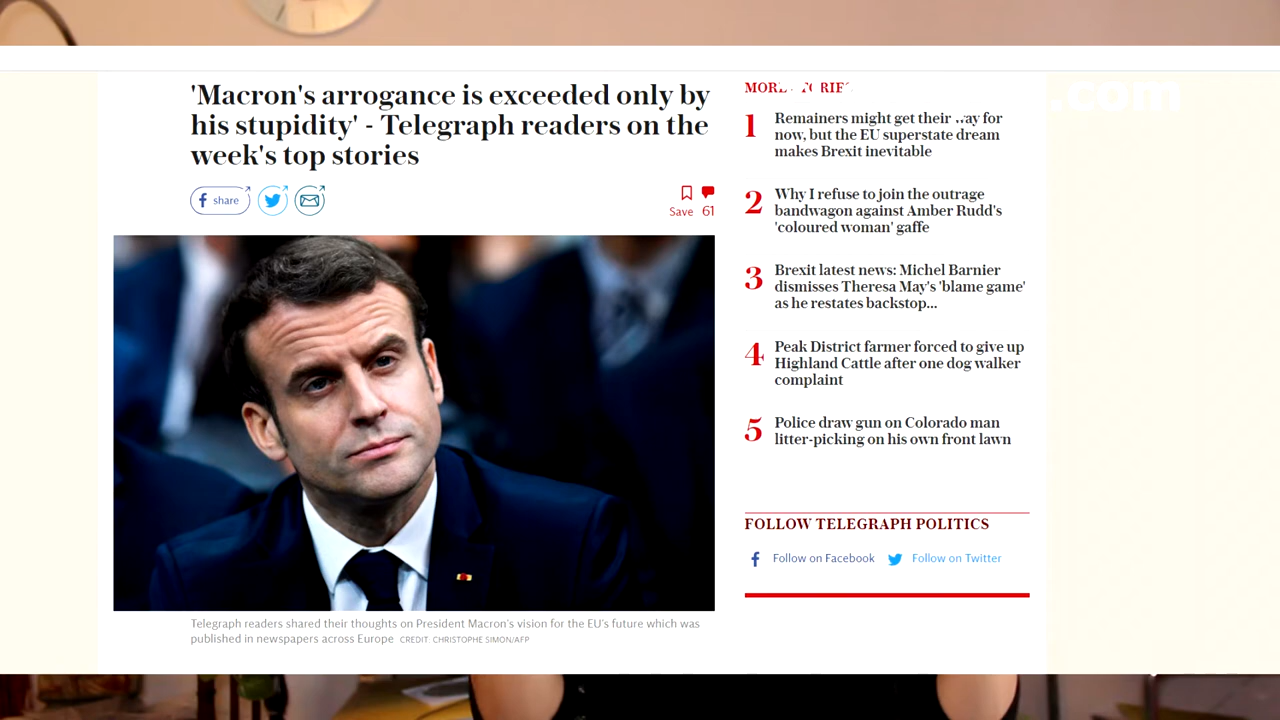 'Macron's arrogance is exceeded only by
his stupidity' - Telegraph readers on the
week's top stories
share
Save 61
Telegraph readers shared their thoughts on President Macron's vision for the EU's future which was
published in newspapers across Europe CREDIT: CHRISTOPHE SIMON/AFP
.com
1 Remainers might get their way for
now, but the EU superstate dream
makes Brexit inevitable
2 Why I refuse to join the outrage
bandwagon against Amber Rudd's
'coloured woman' gaffe
3 Brexit latest news: Michel Barnier
dismisses Theresa May's 'blame game'
as he restates backstop...
4 Peak District farmer forced to give up
Highland Cattle after one dog walker
complaint
5 Police draw gun on Colorado man
litter-picking on his own front lawn
FOLLOW TELEGRAPH POLITICS
Follow on Facebook Follow on Twitter